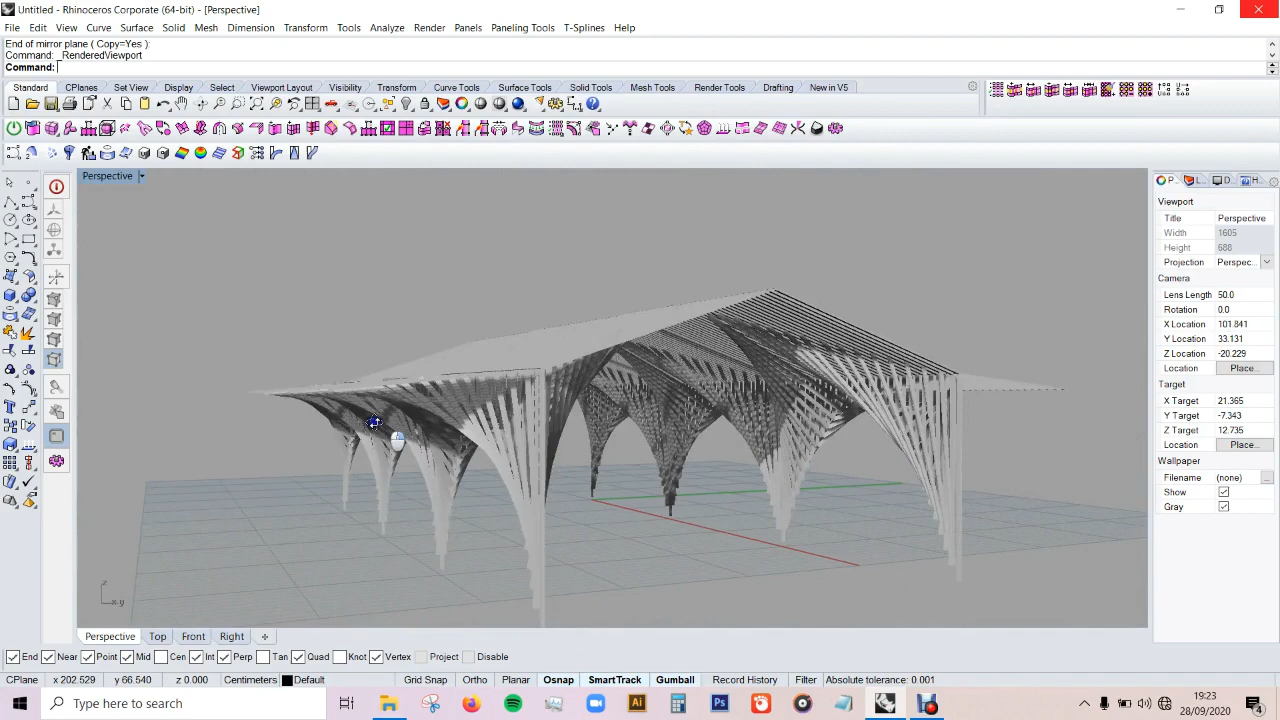 Untitled - Rhinoceros Corporate (64-bit) - [Perspective]
File Edit View Curve Surface Solid Mesh Dimension Transform Tools Analyze Render Panels Paneling Tools T-Splines Help
End of mirror plane ( Copy=Yes ):
Command: _RenderedViewport
Command:
Standard CPlanes Set View Display Select Viewport Layout Visibility Transform Curve Tools Surface Tools Solid Tools Mesh Tools Render Tools Drafting New in V5
Perspective
P... L... D... H...
Viewport
Title Perspective
Width 1605
Height 688
Projection Perspec...
Camera
Lens Length 50.0
Rotation 0.0
X Location 101.841
Y Location 33.131
Z Location -20.229
Location Place...
Target
X Target 21.365
Y Target -7.343
Z Target 12.735
Location Place...
Wallpaper
Filename (none) ...
Show
Gray
z
x-y
Perspective Top Front Right
End Near Point Mid Cen Int Perp Tan Quad Knot Vertex Project Disable
CPlane x 202.529 y 66.540 z 0.000 Centimeters Default Grid Snap Ortho Planar Osnap SmartTrack Gumball Record History Filter Absolute tolerance: 0.001
Type here to search
Ai Ps
19:23
28/09/2020
4